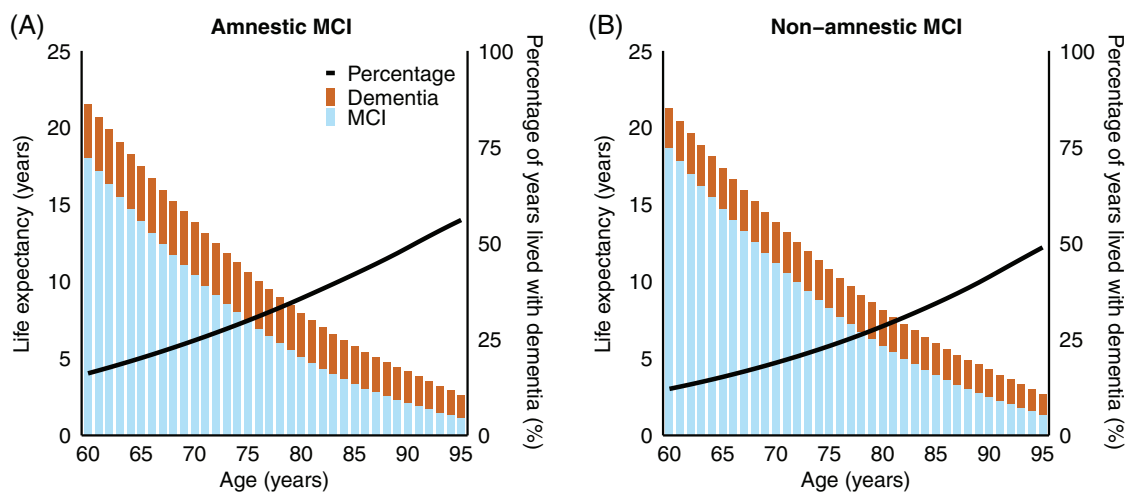 (A)
Amnestic MCI
25
20
15
10
5
0
Life expectancy (years)
100
75
50
25
0
Percentage of years lived with dementia (%)
Percentage
Dementia
MCI
60 65 70 75 80 85 90 95
Age (years)
(B)
Non−amnestic MCI
25
20
15
10
5
0
Life expectancy (years)
100
75
50
25
0
Percentage of years lived with dementia (%)
60 65 70 75 80 85 90 95
Age (years)